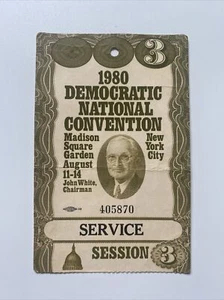 3
1980
DEMOCRATIC
NATIONAL
CONVENTION
Madison New
Square York
Garden City
August
11-14
John White,
Chairman
405870
SERVICE
SESSION 3